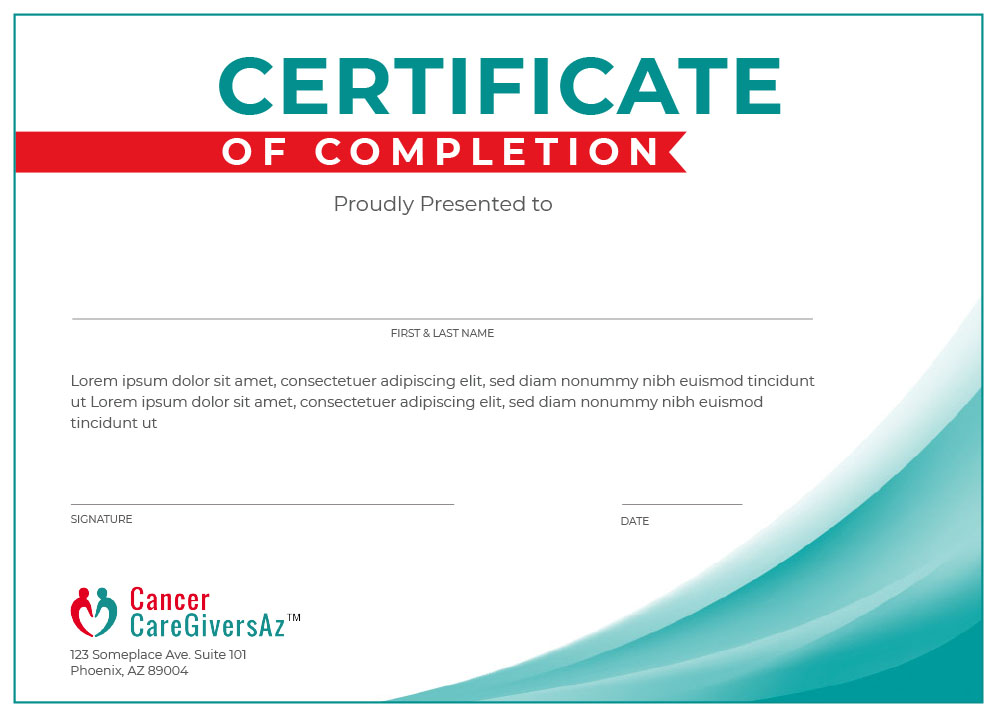 CERTIFICATE
OF COMPLETION
Proudly Presented to
FIRST & LAST NAME
Lorem ipsum dolor sit amet, consectetuer adipiscing elit, sed diam nonummy nibh euismod tincidunt
ut Lorem ipsum dolor sit amet, consectetuer adipiscing elit, sed diam nonummy nibh euismod
tincidunt ut
SIGNATURE
DATE
Cancer
CareGiversAz™
123 Someplace Ave. Suite 101
Phoenix, AZ 89004